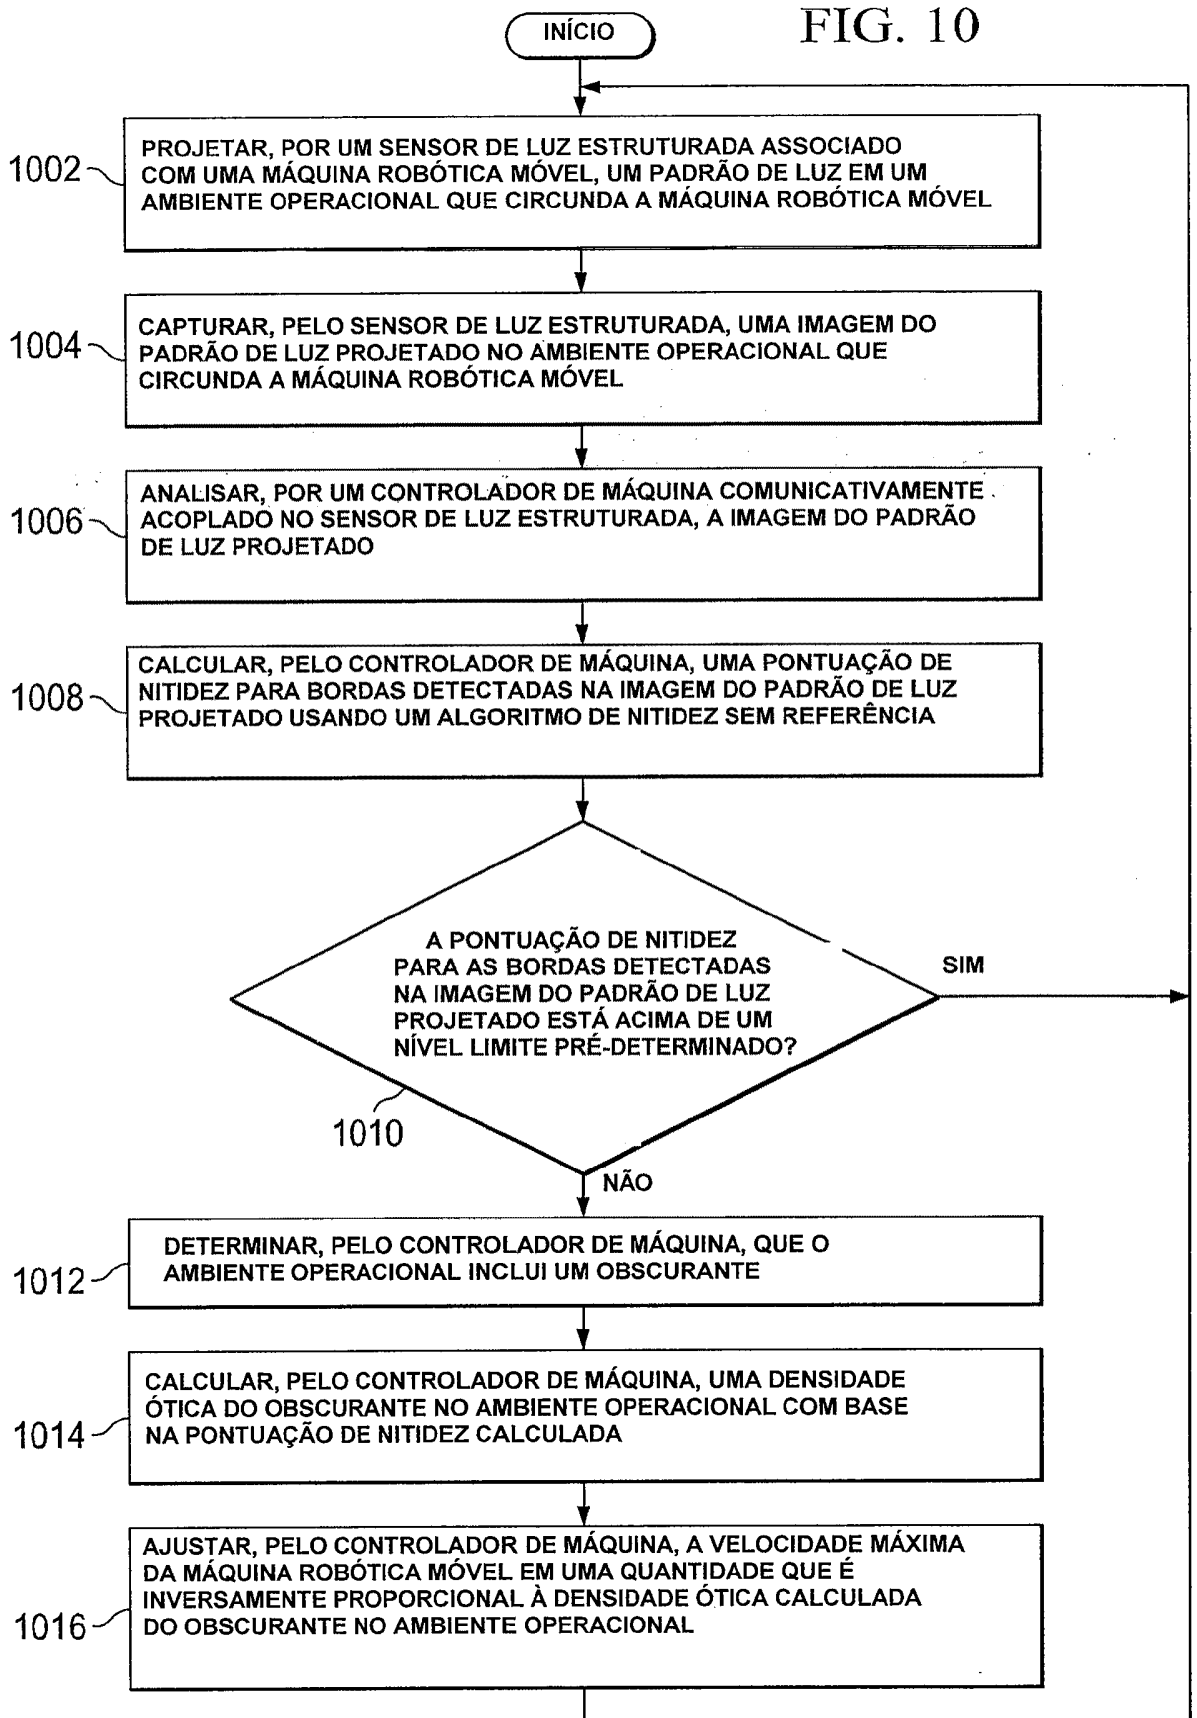 INÍCIO
FIG. 10
1002
PROJETAR, POR UM SENSOR DE LUZ ESTRUTURADA ASSOCIADO
COM UMA MÁQUINA ROBÓTICA MÓVEL, UM PADRÃO DE LUZ EM UM
AMBIENTE OPERACIONAL QUE CIRCUNDA A MÁQUINA ROBÓTICA MÓVEL
1004
CAPTURAR, PELO SENSOR DE LUZ ESTRUTURADA, UMA IMAGEM DO
PADRÃO DE LUZ PROJETADO NO AMBIENTE OPERACIONAL QUE
CIRCUNDA A MÁQUINA ROBÓTICA MÓVEL
1006
ANALISAR, POR UM CONTROLADOR DE MÁQUINA COMUNICATIVAMENTE
ACOPLADO NO SENSOR DE LUZ ESTRUTURADA, A IMAGEM DO PADRÃO
DE LUZ PROJETADO
1008
CALCULAR, PELO CONTROLADOR DE MÁQUINA, UMA PONTUAÇÃO DE
NITIDEZ PARA BORDAS DETECTADAS NA IMAGEM DO PADRÃO DE LUZ
PROJETADO USANDO UM ALGORITMO DE NITIDEZ SEM REFERÊNCIA
A PONTUAÇÃO DE NITIDEZ
PARA AS BORDAS DETECTADAS
NA IMAGEM DO PADRÃO DE LUZ
PROJETADO ESTÁ ACIMA DE UM
NÍVEL LIMITE PRÉ-DETERMINADO?
SIM
1010
NÃO
1012
DETERMINAR, PELO CONTROLADOR DE MÁQUINA, QUE O
AMBIENTE OPERACIONAL INCLUI UM OBSCURANTE
1014
CALCULAR, PELO CONTROLADOR DE MÁQUINA, UMA DENSIDADE
ÓTICA DO OBSCURANTE NO AMBIENTE OPERACIONAL COM BASE
NA PONTUAÇÃO DE NITIDEZ CALCULADA
1016
AJUSTAR, PELO CONTROLADOR DE MÁQUINA, A VELOCIDADE MÁXIMA
DA MÁQUINA ROBÓTICA MÓVEL EM UMA QUANTIDADE QUE É
INVERSAMENTE PROPORCIONAL À DENSIDADE ÓTICA CALCULADA
DO OBSCURANTE NO AMBIENTE OPERACIONAL